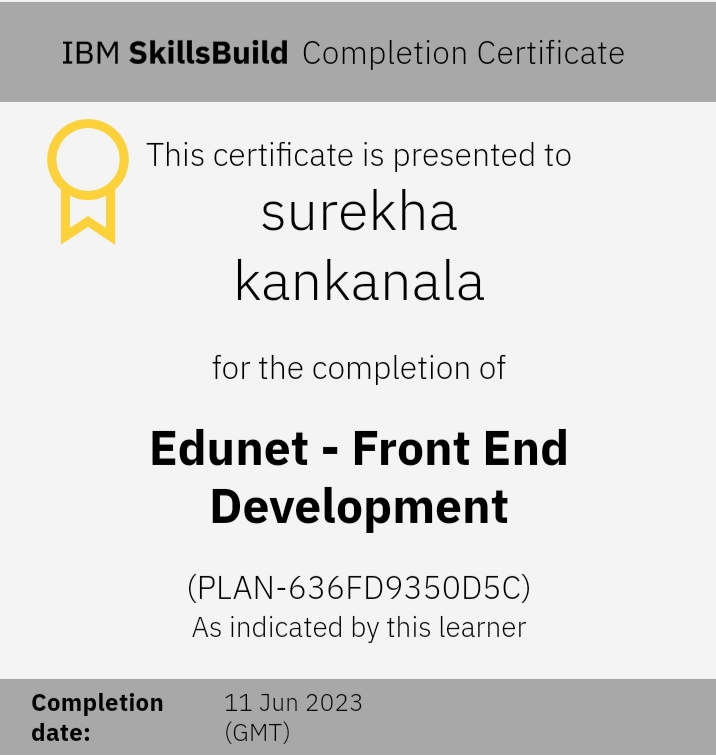 IBM SkillsBuild Completion Certificate
This certificate is presented to
surekha
kankanala
for the completion of
Edunet - Front End
Development
(PLAN-636FD9350D5C)
As indicated by this learner
Completion 11 Jun 2023
date: (GMT)